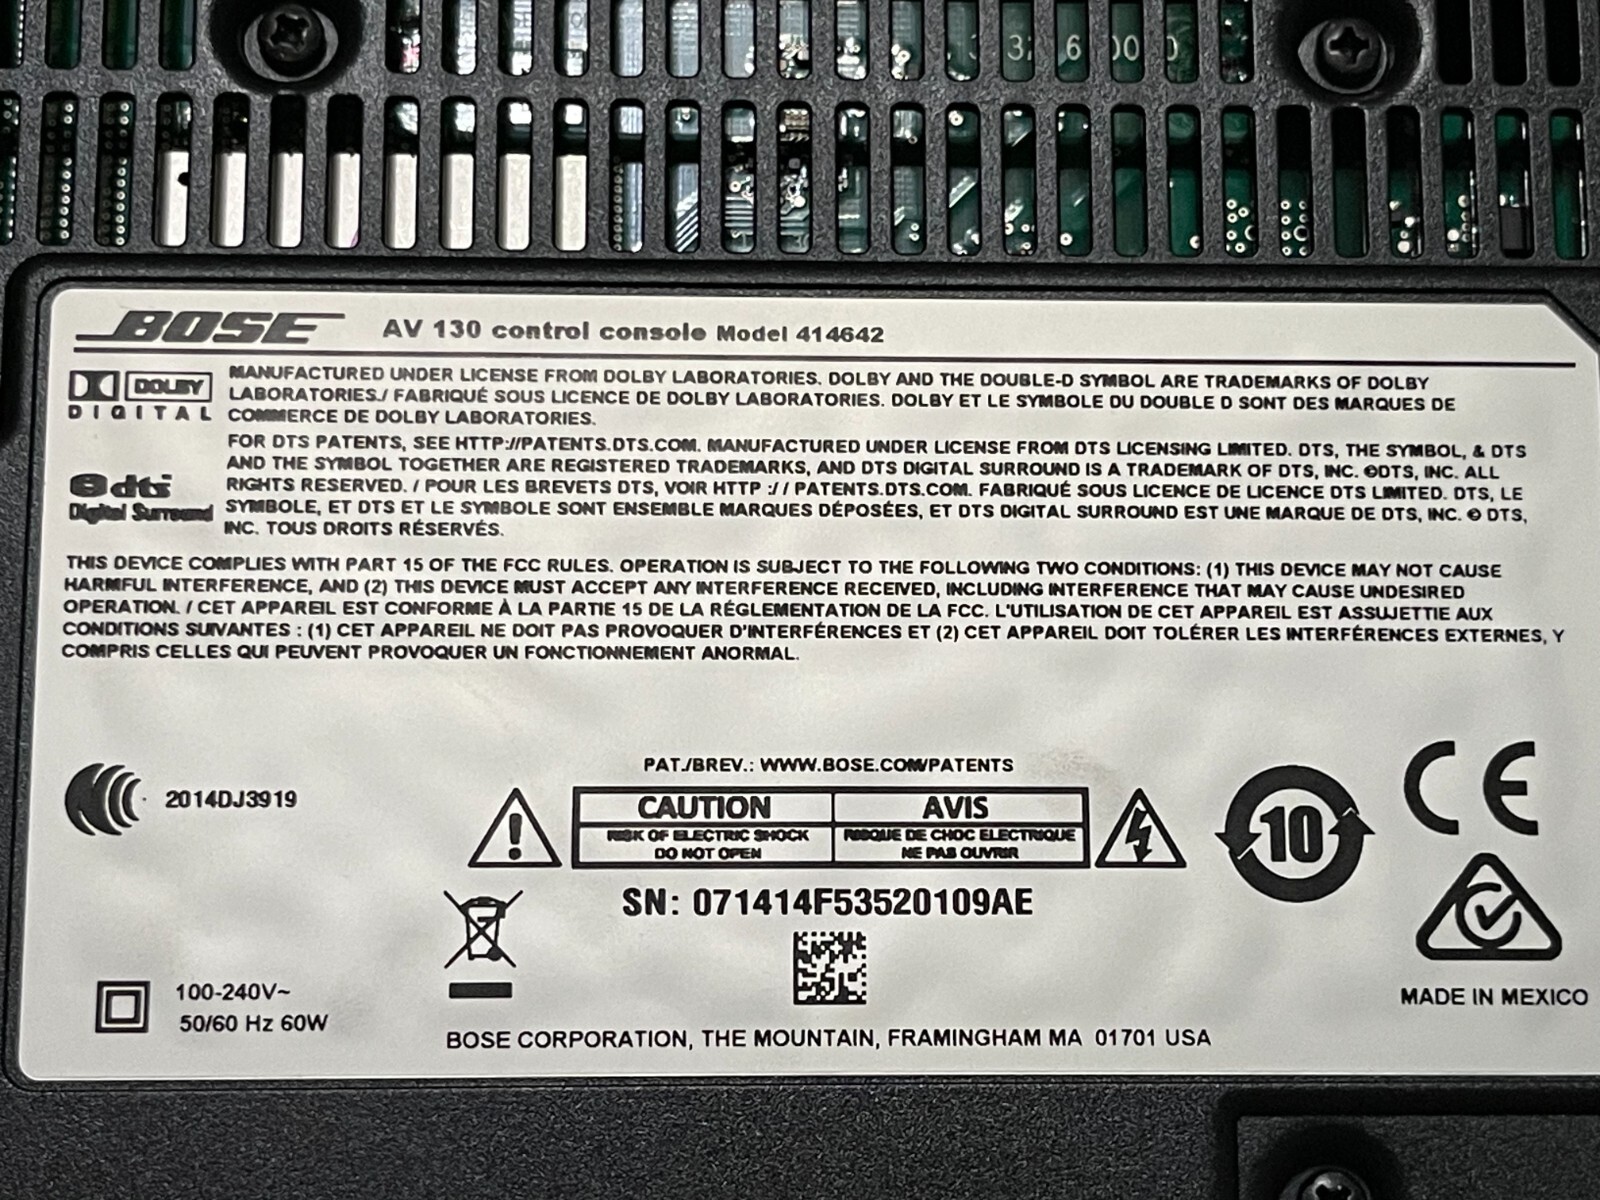 3 6 00 0
BOSE AV 130 control console Model 414642
DOLBY DIGITAL
MANUFACTURED UNDER LICENSE FROM DOLBY LABORATORIES. DOLBY AND THE DOUBLE-D SYMBOL ARE TRADEMARKS OF DOLBY
LABORATORIES./ FABRIQUÉ SOUS LICENCE DE DOLBY LABORATORIES. DOLBY ET LE SYMBOLE DU DOUBLE D SONT DES MARQUES DE
COMMERCE DE DOLBY LABORATORIES.
dts Digital Surround
FOR DTS PATENTS, SEE HTTP://PATENTS.DTS.COM. MANUFACTURED UNDER LICENSE FROM DTS LICENSING LIMITED. DTS, THE SYMBOL, & DTS
AND THE SYMBOL TOGETHER ARE REGISTERED TRADEMARKS, AND DTS DIGITAL SURROUND IS A TRADEMARK OF DTS, INC. ©DTS, INC. ALL
RIGHTS RESERVED. / POUR LES BREVETS DTS, VOIR HTTP :// PATENTS.DTS.COM. FABRIQUÉ SOUS LICENCE DE LICENCE DTS LIMITED. DTS, LE
SYMBOLE, ET DTS ET LE SYMBOLE SONT ENSEMBLE MARQUES DÉPOSÉES, ET DTS DIGITAL SURROUND EST UNE MARQUE DE DTS, INC. © DTS,
INC. TOUS DROITS RÉSERVÉS.
THIS DEVICE COMPLIES WITH PART 15 OF THE FCC RULES. OPERATION IS SUBJECT TO THE FOLLOWING TWO CONDITIONS: (1) THIS DEVICE MAY NOT CAUSE
HARMFUL INTERFERENCE, AND (2) THIS DEVICE MUST ACCEPT ANY INTERFERENCE RECEIVED, INCLUDING INTERFERENCE THAT MAY CAUSE UNDESIRED
OPERATION. / CET APPAREIL EST CONFORME À LA PARTIE 15 DE LA RÉGLEMENTATION DE LA FCC. L'UTILISATION DE CET APPAREIL EST ASSUJETTIE AUX
CONDITIONS SUIVANTES : (1) CET APPAREIL NE DOIT PAS PROVOQUER D'INTERFÉRENCES ET (2) CET APPAREIL DOIT TOLÉRER LES INTERFÉRENCES EXTERNES, Y
COMPRIS CELLES QUI PEUVENT PROVOQUER UN FONCTIONNEMENT ANORMAL.
PAT./BREV.: WWW.BOSE.COM/PATENTS
2014DJ3919
CAUTION
RISK OF ELECTRIC SHOCK
DO NOT OPEN
AVIS
RISQUE DE CHOC ELECTRIQUE
NE PAS OUVRIR
10
CE
SN: 071414F53520109AE
100-240V~
50/60 Hz 60W
MADE IN MEXICO
BOSE CORPORATION, THE MOUNTAIN, FRAMINGHAM MA 01701 USA